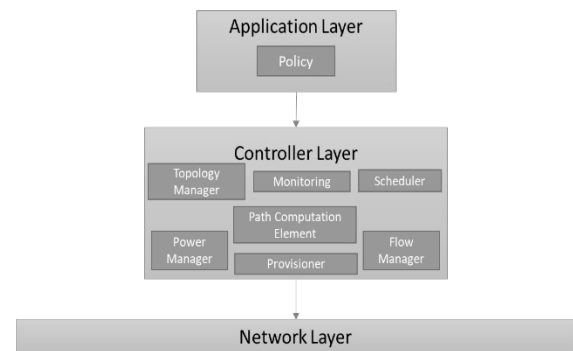 Application Layer
Policy
Controller Layer
Topology
Manager
Monitoring
Scheduler
Path Computation
Element
Power
Manager
Flow
Manager
Provisioner
Network Layer